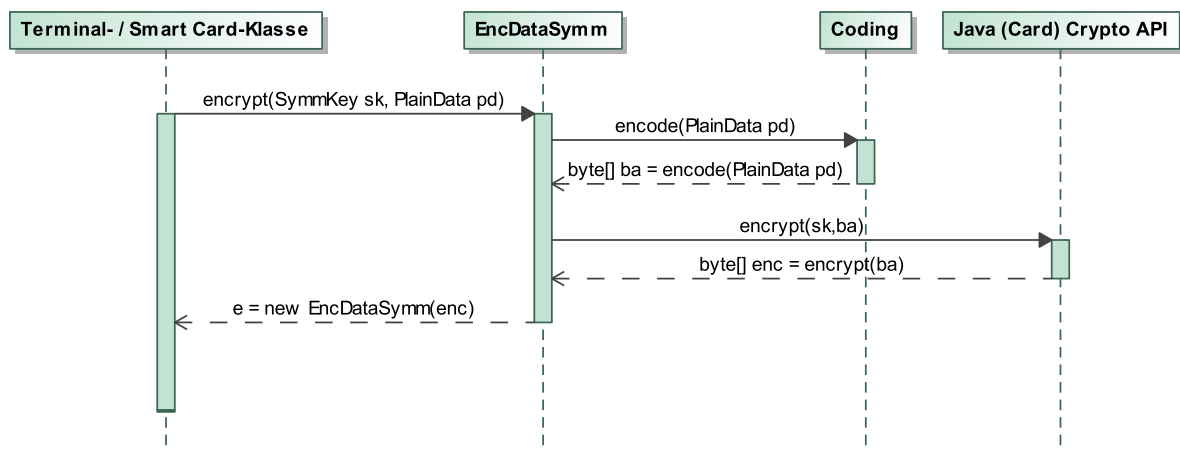 Terminal- / Smart Card-Klasse
EncDataSymm
Coding
Java (Card) Crypto API
encrypt(SymmKey sk, PlainData pd)
encode(PlainData pd)
byte[] ba = encode(PlainData pd)
encrypt(sk,ba)
byte[] enc = encrypt(ba)
e = new EncDataSymm(enc)